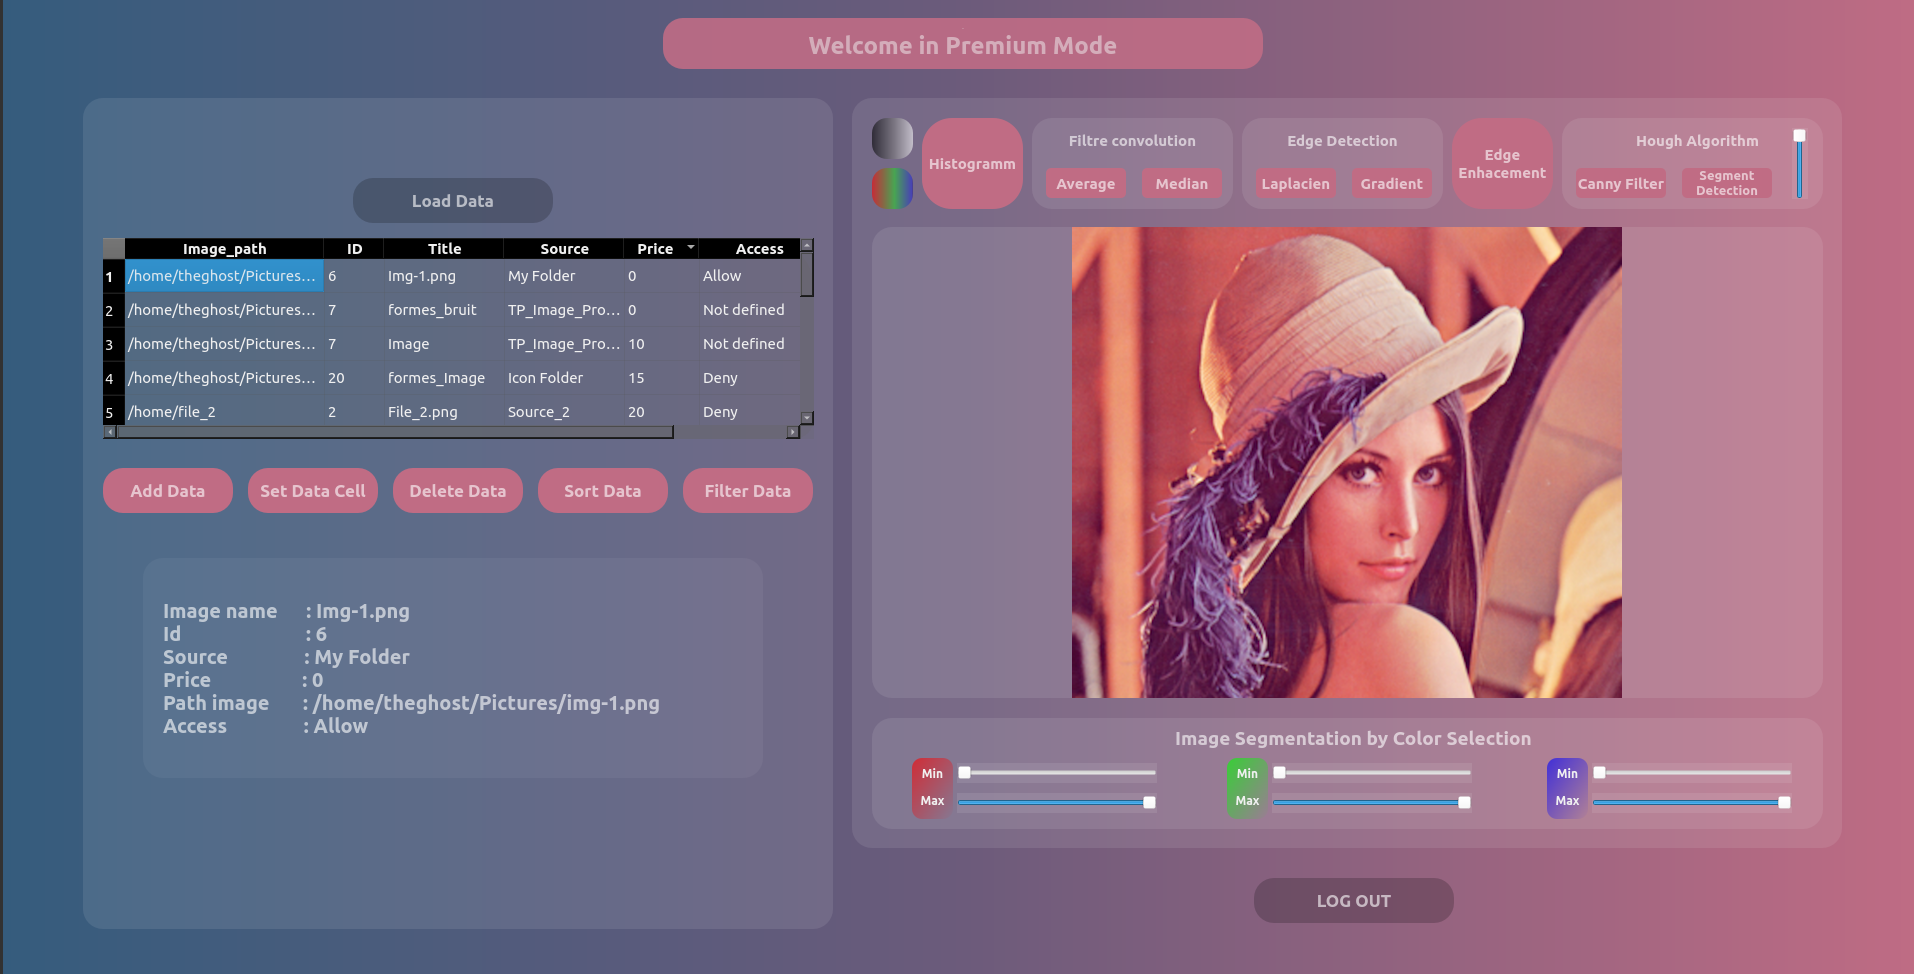 Welcome in Premium Mode
Load Data
Image_path ID Title Source Price Access
1 /home/theghost/Pictures... 6 Img-1.png My Folder 0 Allow
2 /home/theghost/Pictures... 7 formes_bruit TP_Image_Pro... 0 Not defined
3 /home/theghost/Pictures... 7 Image TP_Image_Pro... 10 Not defined
4 /home/theghost/Pictures... 20 formes_Image Icon Folder 15 Deny
5 /home/file_2 2 File_2.png Source_2 20 Deny
Add Data Set Data Cell Delete Data Sort Data Filter Data
Image name : Img-1.png
Id : 6
Source : My Folder
Price : 0
Path image : /home/theghost/Pictures/img-1.png
Access : Allow
Histogramm
Filtre convolution
Average Median
Edge Detection
Laplacien Gradient
Edge
Enhacement
Hough Algorithm
Canny Filter
Segment
Detection
Image Segmentation by Color Selection
Min
Max
Min
Max
Min
Max
LOG OUT